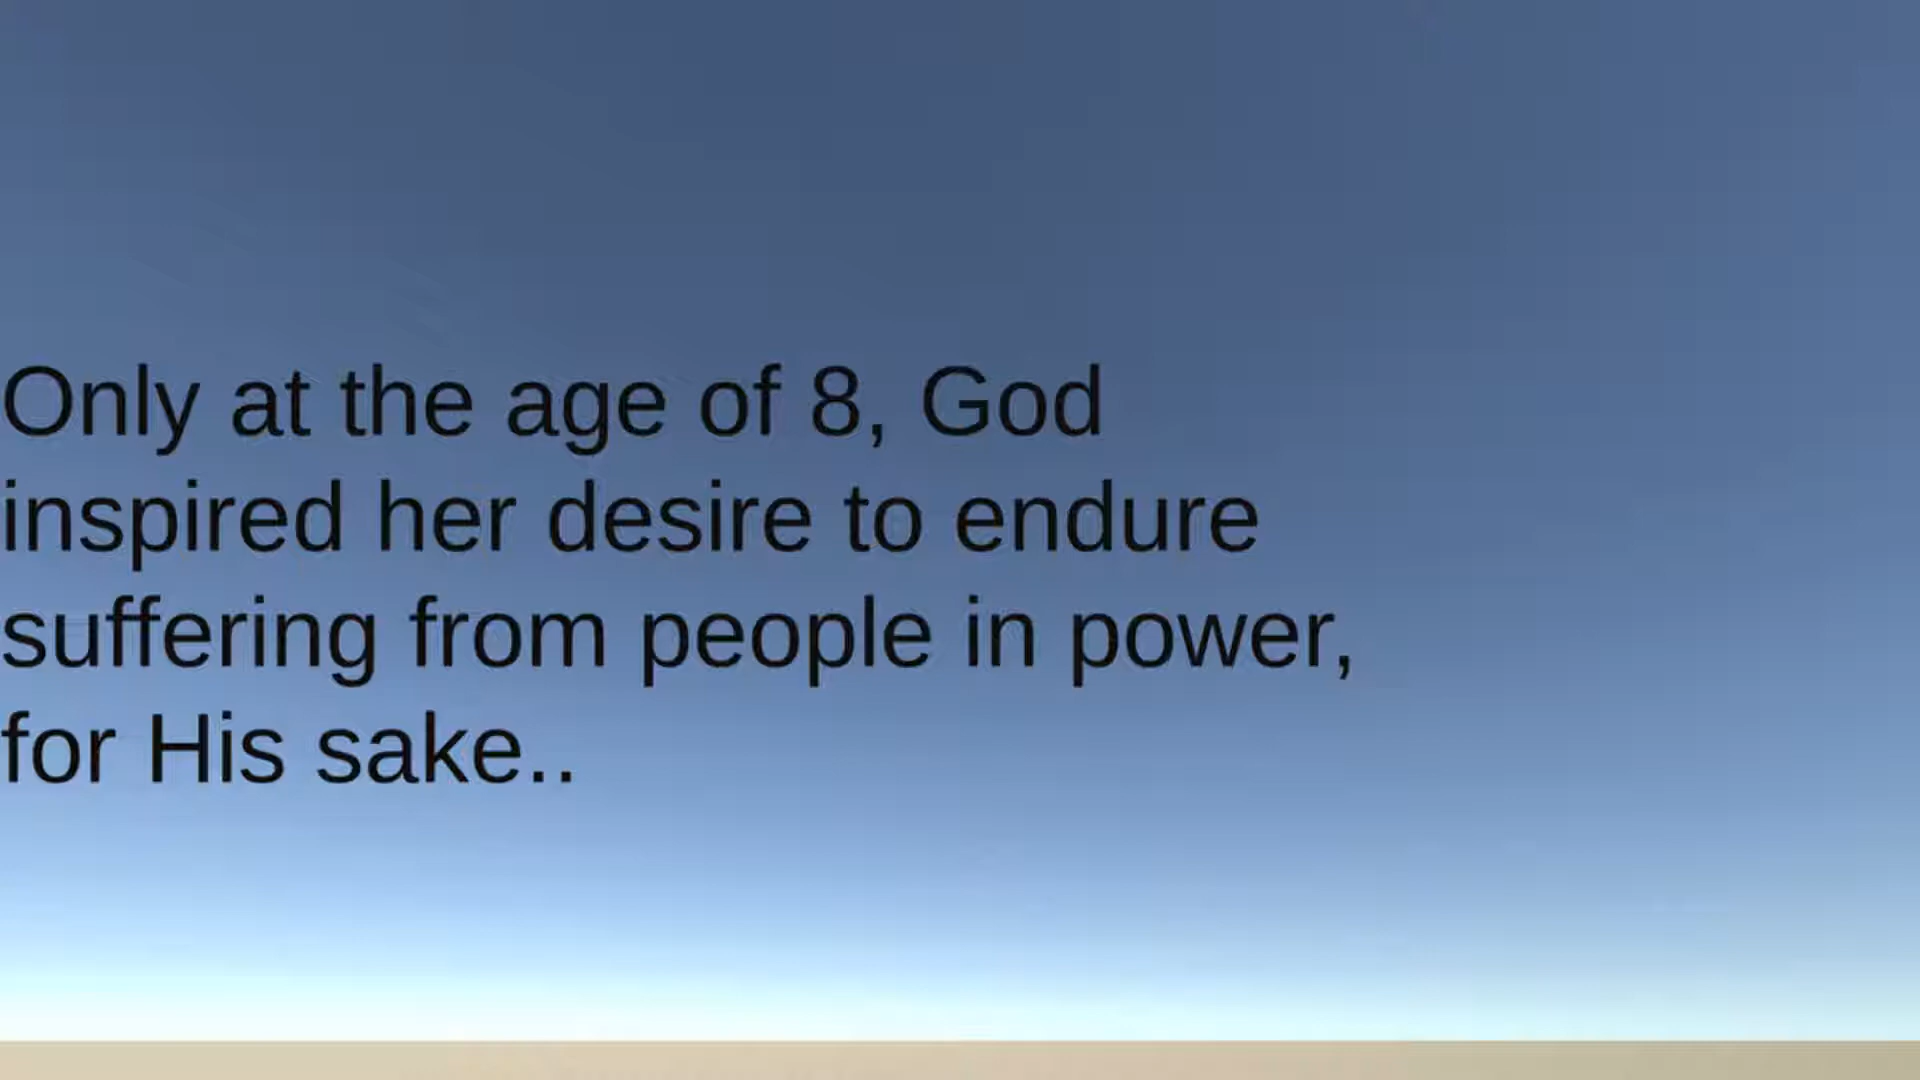 Only at the age of 8, God
inspired her desire to endure
suffering from people in power,
for His sake..